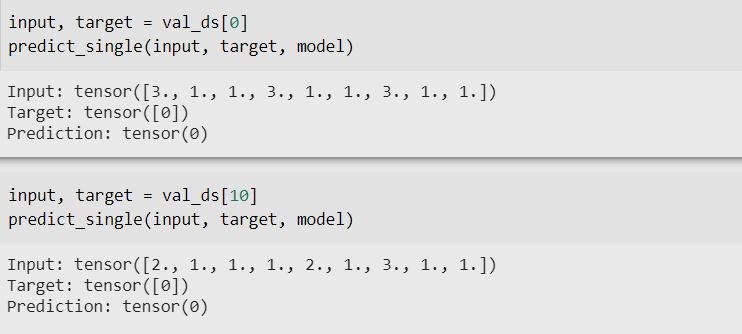 input, target = val_ds[0]
predict_single(input, target, model)
Input: tensor([3., 1., 1., 3., 1., 1., 3., 1., 1.])
Target: tensor([0])
Prediction: tensor(0)
input, target = val_ds[10]
predict_single(input, target, model)
Input: tensor([2., 1., 1., 1., 2., 1., 3., 1., 1.])
Target: tensor([0])
Prediction: tensor(0)